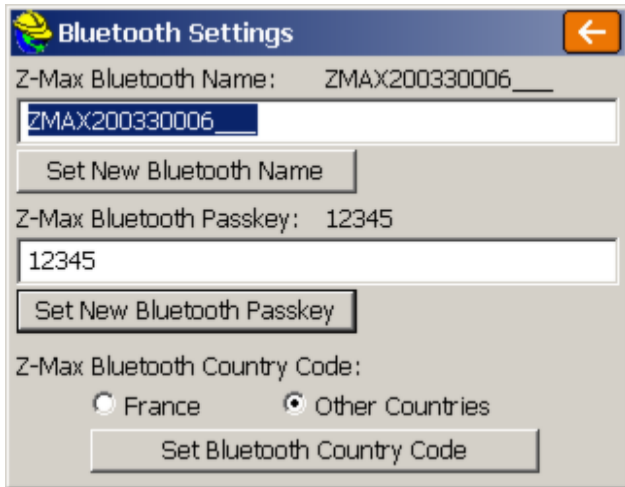 Bluetooth Settings
Z-Max Bluetooth Name: ZMAX200330006___
ZMAX200330006___
Set New Bluetooth Name
Z-Max Bluetooth Passkey: 12345
12345
Set New Bluetooth Passkey
Z-Max Bluetooth Country Code:
France Other Countries
Set Bluetooth Country Code